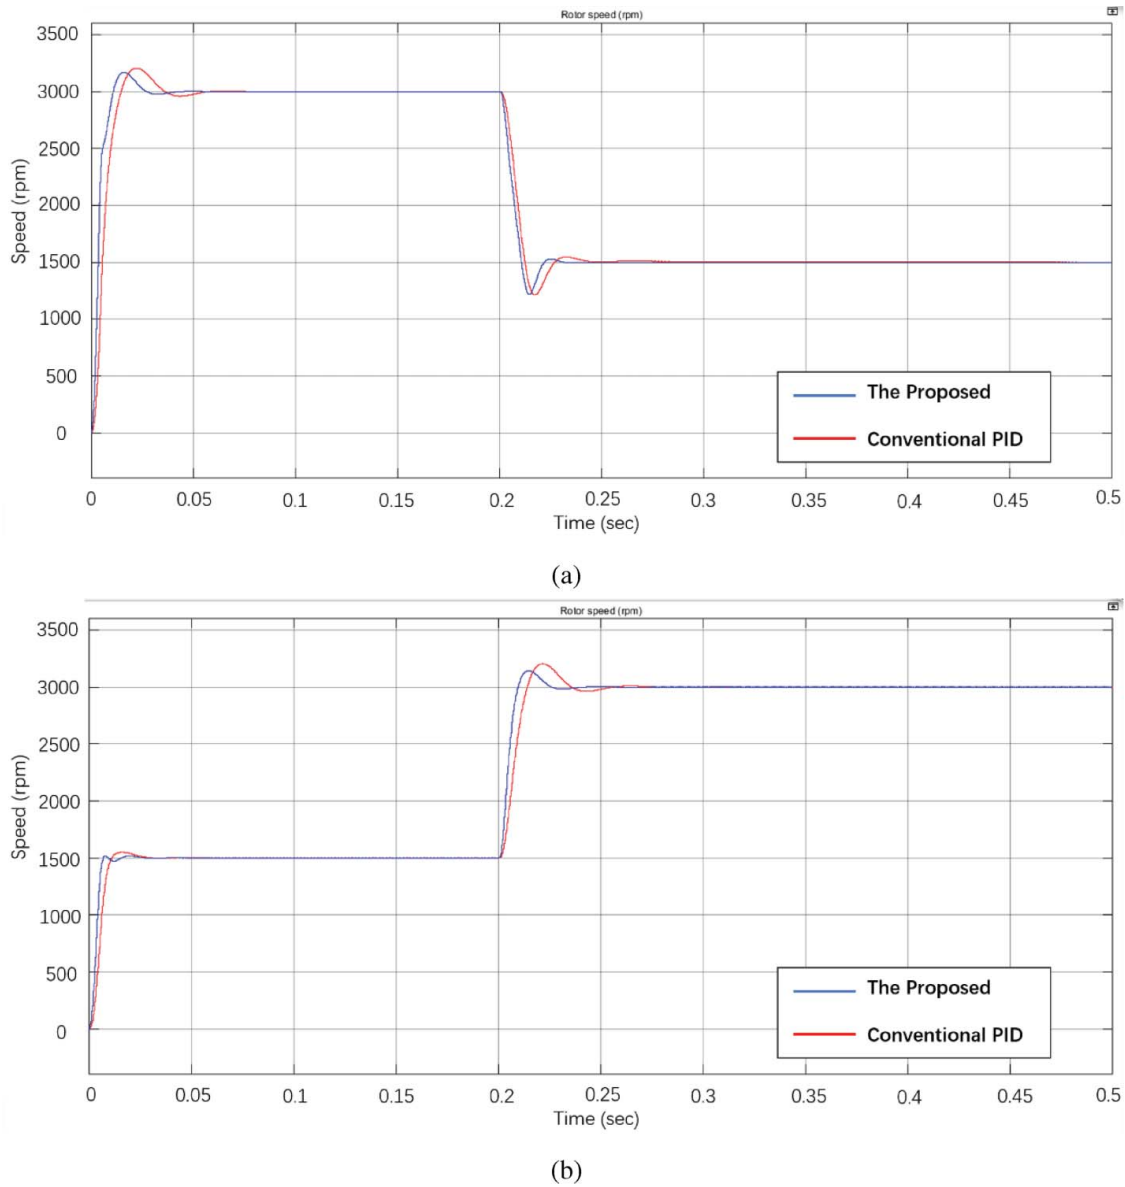 Rotor speed (rpm)
3500
3000
2500
2000
1500
1000
500
0
Speed (rpm)
The Proposed
Conventional PID
0 0.05 0.1 0.15 0.2 0.25 0.3 0.35 0.4 0.45 0.5
Time (sec)
(a)
Rotor speed (rpm)
3500
3000
2500
2000
1500
1000
500
0
Speed (rpm)
The Proposed
Conventional PID
0 0.05 0.1 0.15 0.2 0.25 0.3 0.35 0.4 0.45 0.5
Time (sec)
(b)